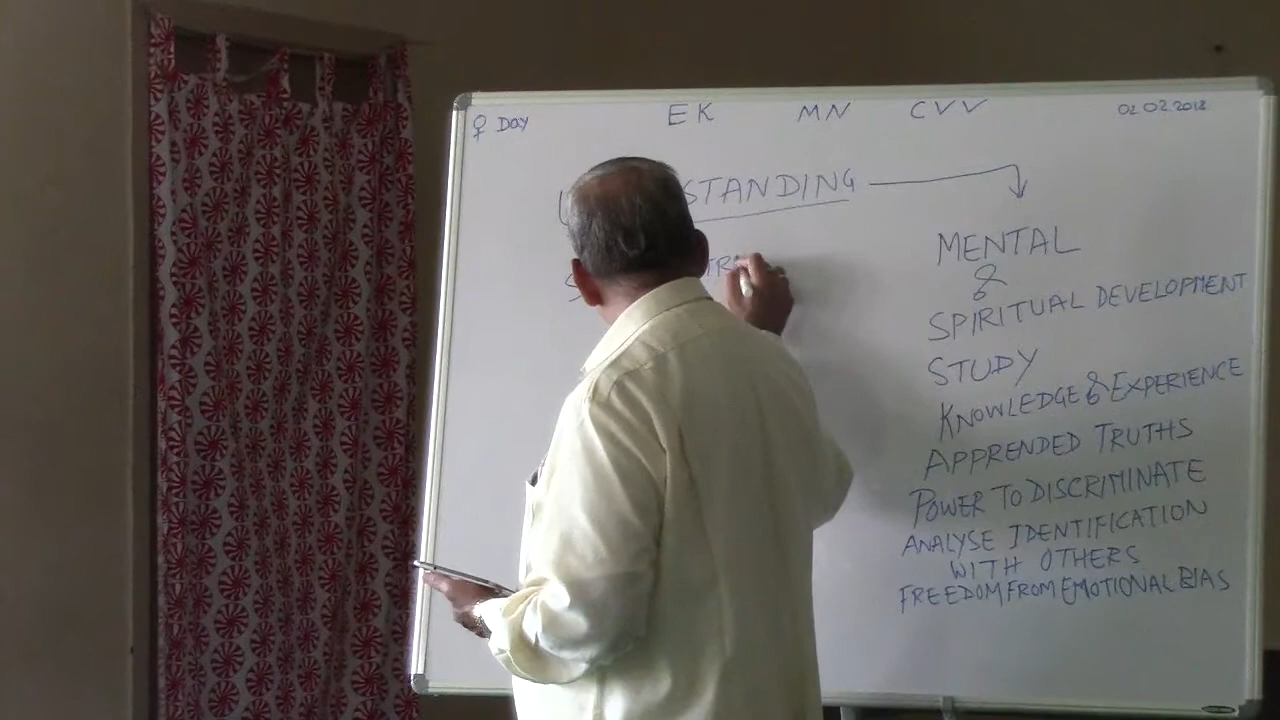 ♀ DAY EK MN CVV 02.02.2018
STANDING
MENTAL
&
SPIRITUAL DEVELOPMENT
STUDY
KNOWLEDGE & EXPERIENCE
APPRENDED TRUTHS
POWER TO DISCRIMINATE
ANALYSE IDENTIFICATION
WITH OTHERS
FREEDOM FROM EMOTIONAL BIAS